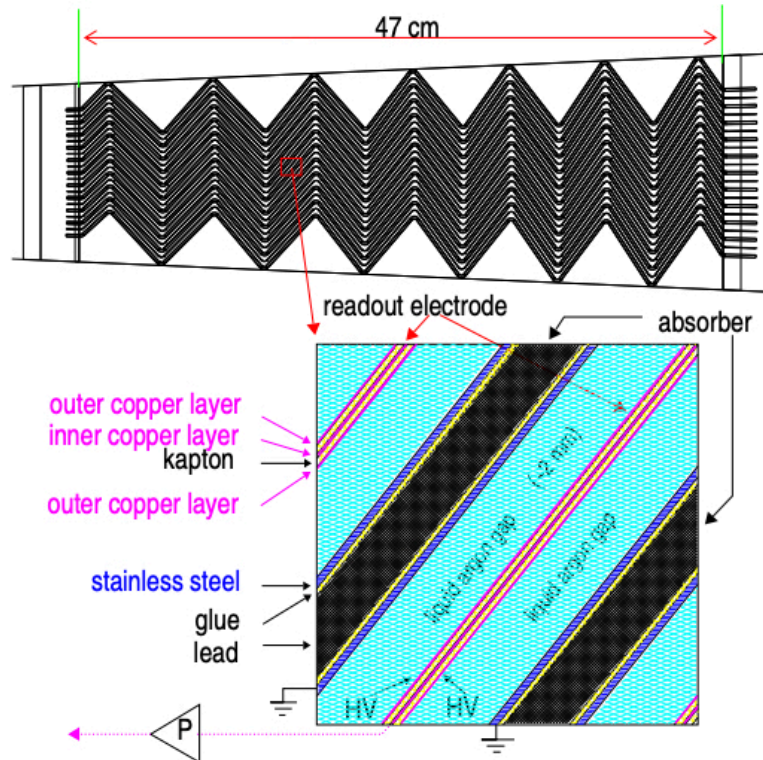 47 cm
readout electrode
absorber
outer copper layer
inner copper layer
kapton
outer copper layer
(~2 mm)
liquid argon gap
liquid argon gap
stainless steel
glue
lead
HV
HV
P